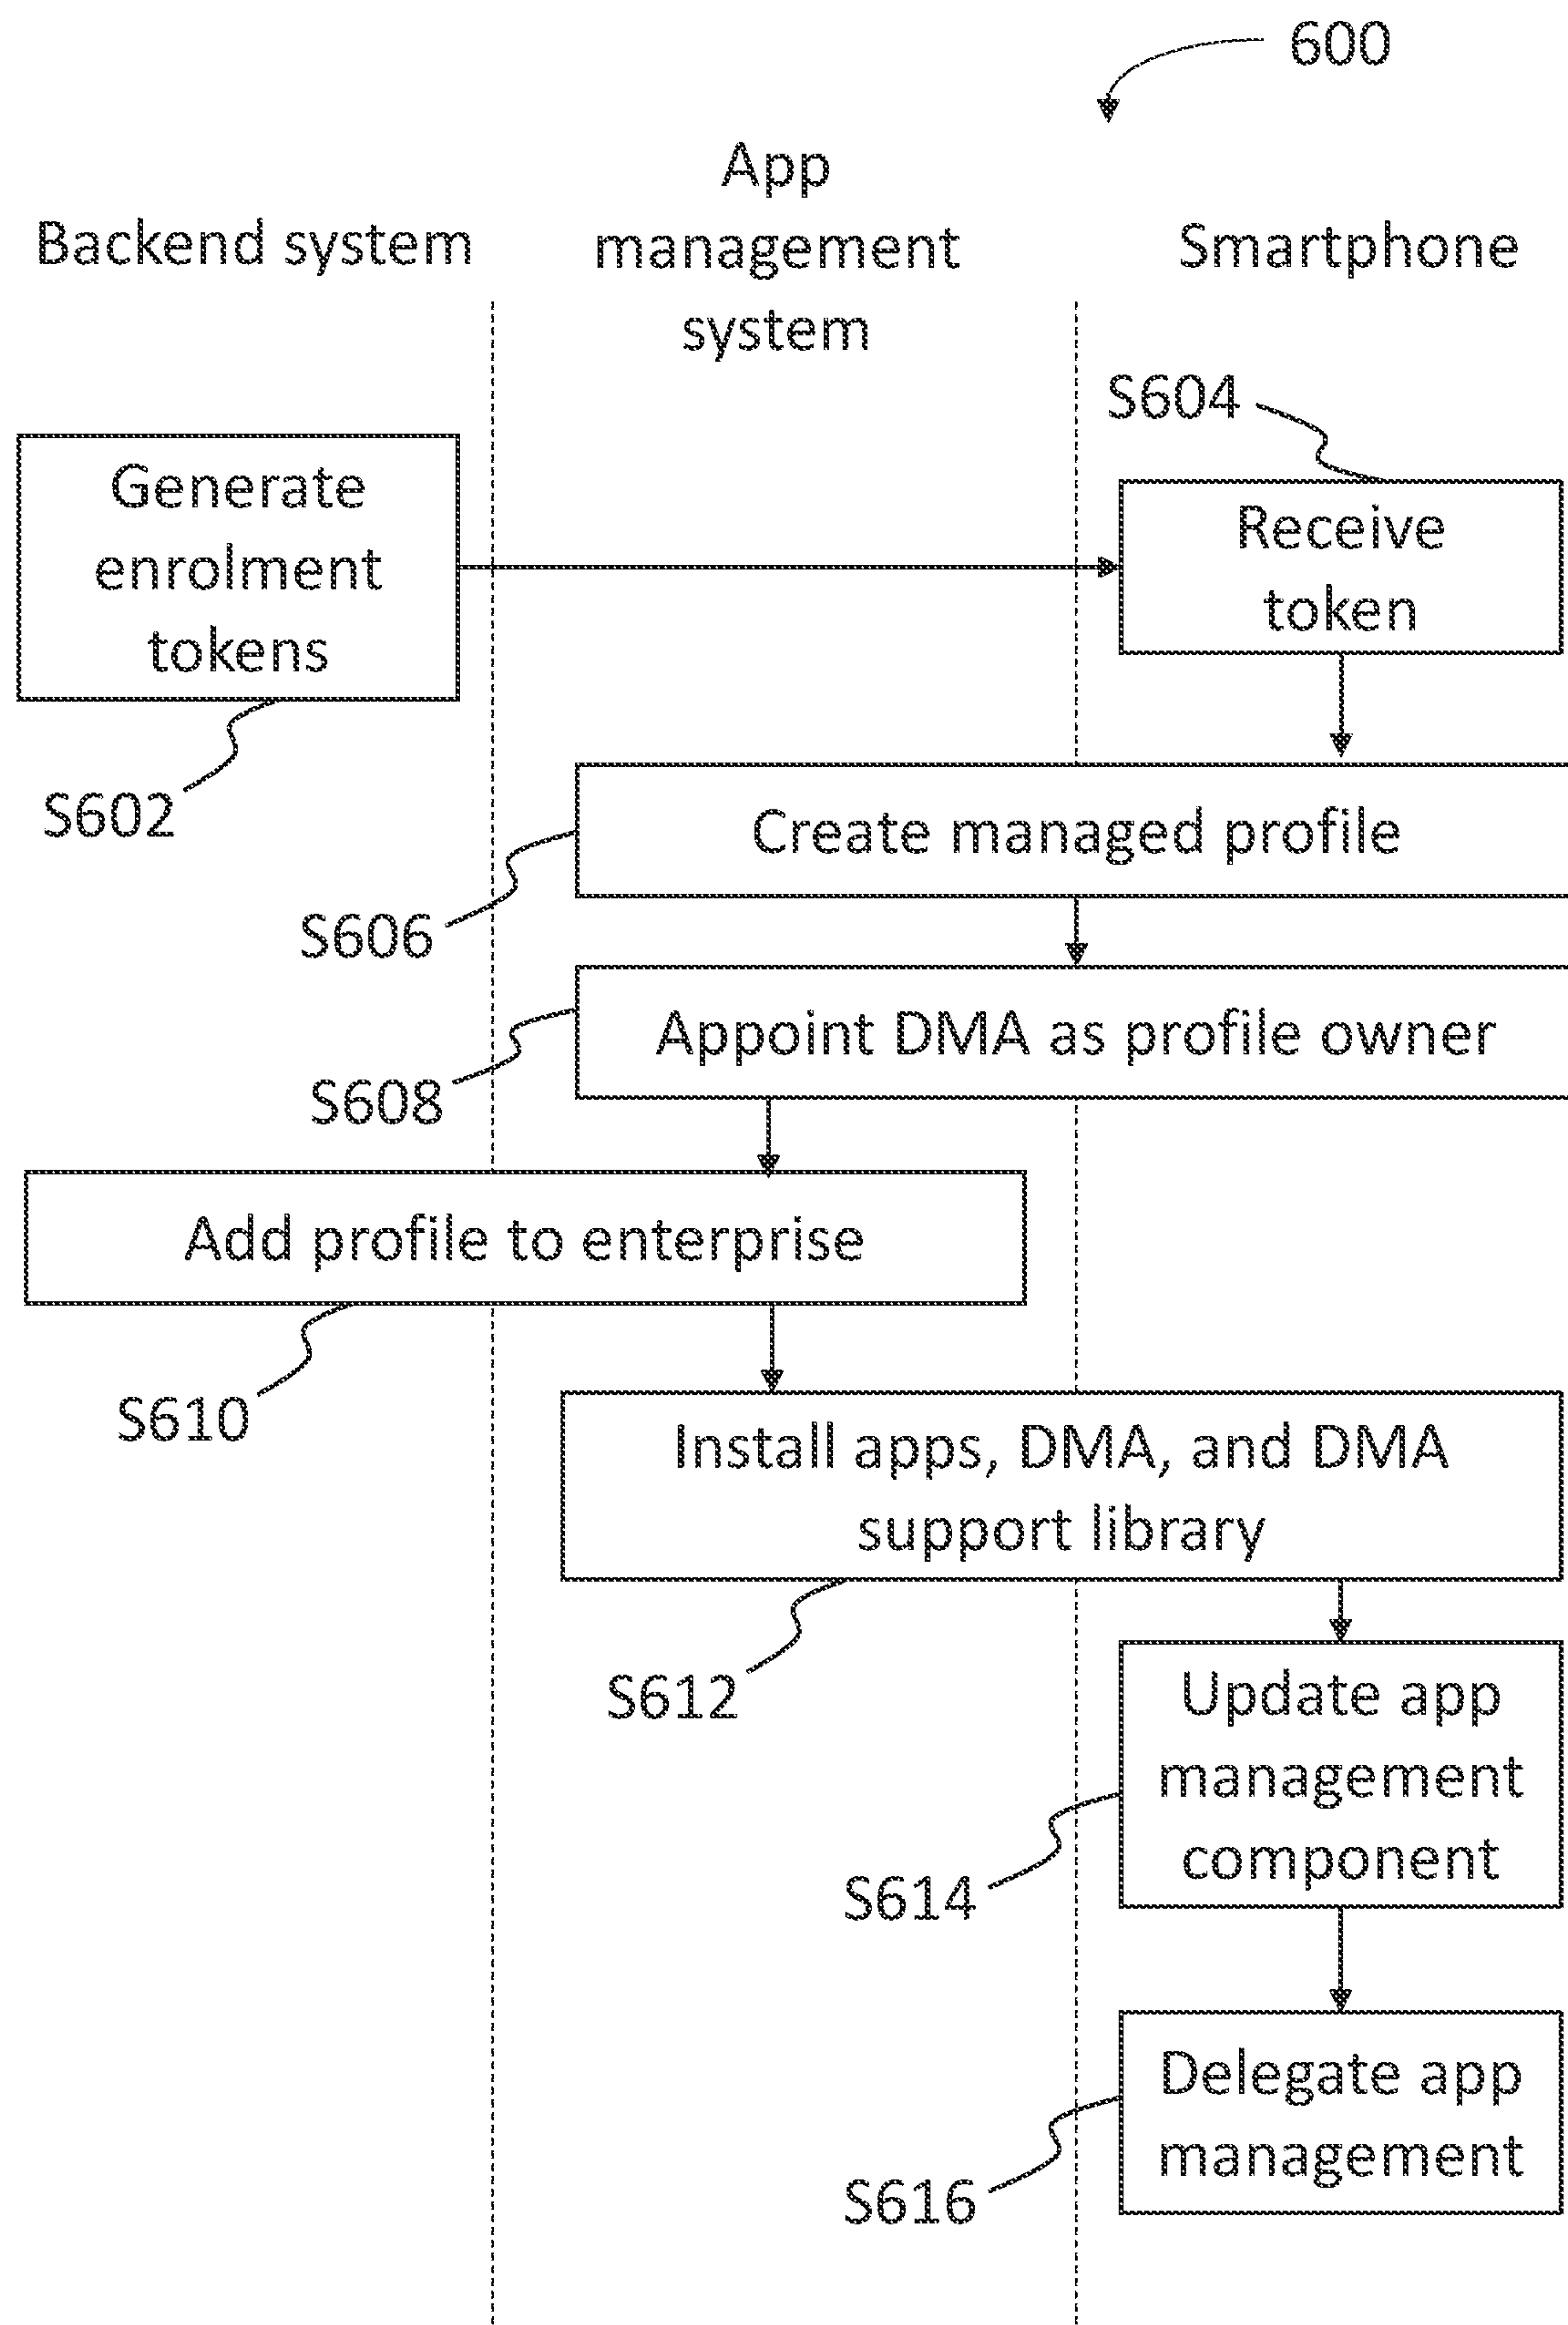 600
Backend system
App
management
system
Smartphone
S604
Generate
enrolment
tokens
Receive
token
S602
Create managed profile
S606
Appoint DMA as profile owner
S608
Add profile to enterprise
S610
Install apps, DMA, and DMA
support library
S612
Update app
management
component
S614
Delegate app
management
S616